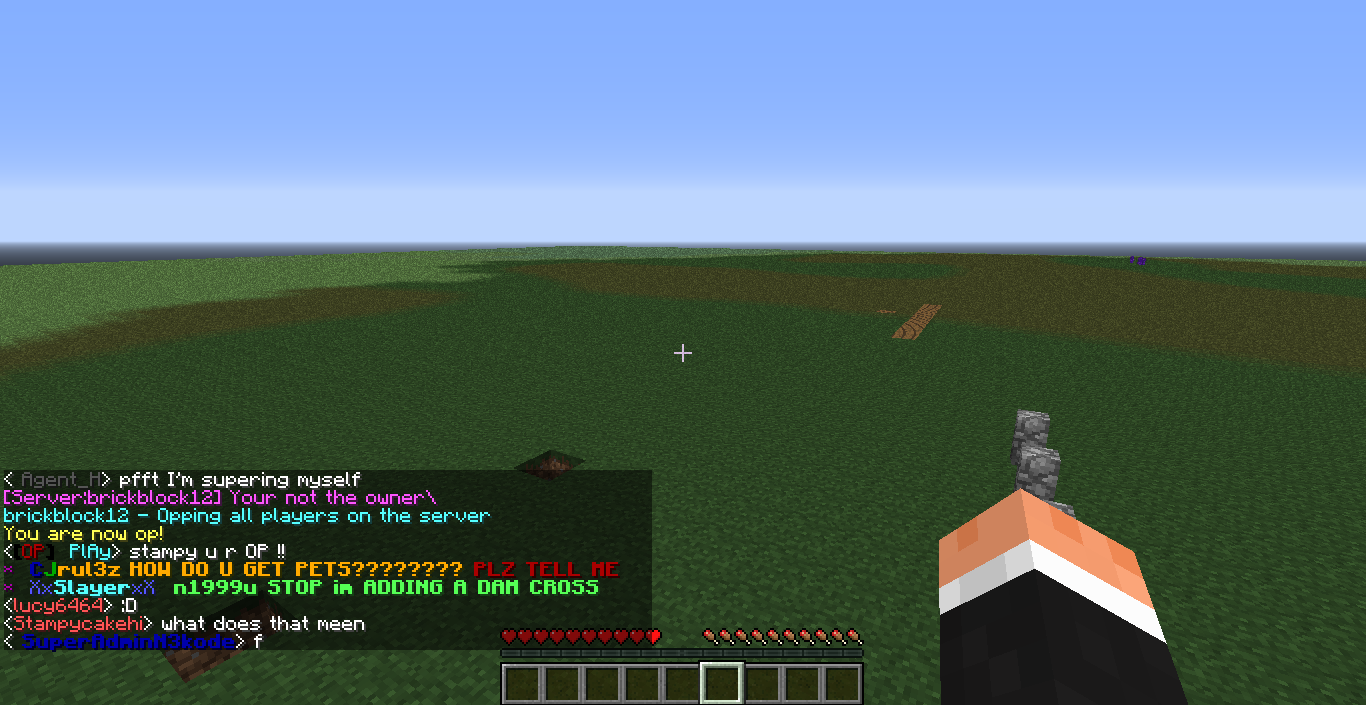 < Agent_H> pfft I'm supering myself
[Server:brickblock12] Your not the owner\
brickblock12 - Opping all players on the server
You are now op!
< [OP] PlAy> stampy u r OP !!
* CJrul3z HOW DO U GET PETS???????? PLZ TELL ME
* XxSlayerxX n1999u STOP im ADDING A DAM CROSS
<lucy6464> :D
<Stampycakehi> what does that meen
< SuperAdminN3kode> f